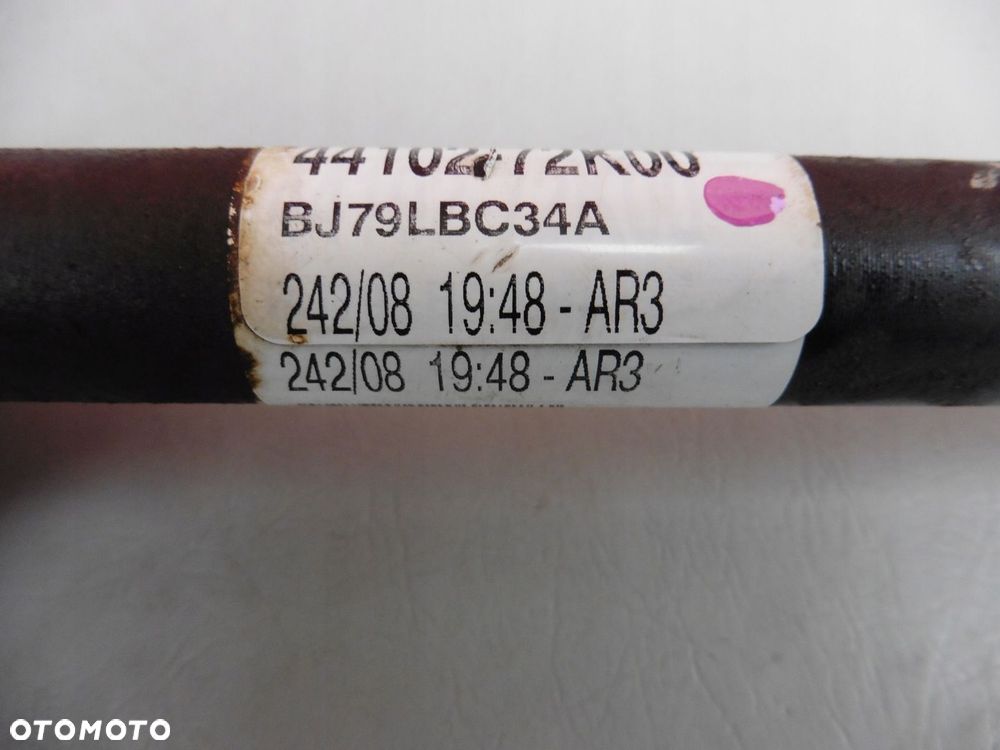 44102-72K00
BJ79LBC34A
242/08 19:48 - AR3
242/08 19:48 - AR3
OTOMOTO